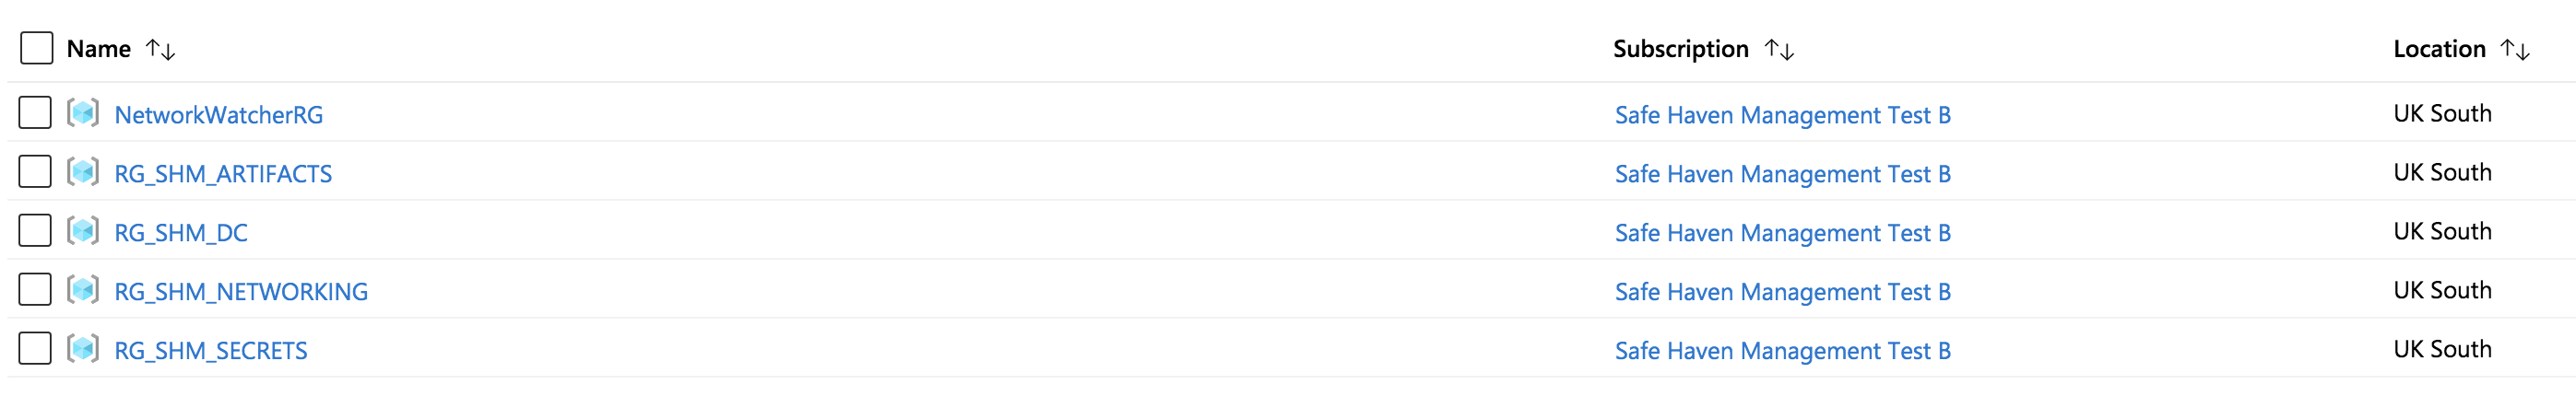 Name ↑↓ Subscription ↑↓ Location ↑↓
NetworkWatcherRG Safe Haven Management Test B UK South
RG_SHM_ARTIFACTS Safe Haven Management Test B UK South
RG_SHM_DC Safe Haven Management Test B UK South
RG_SHM_NETWORKING Safe Haven Management Test B UK South
RG_SHM_SECRETS Safe Haven Management Test B UK South